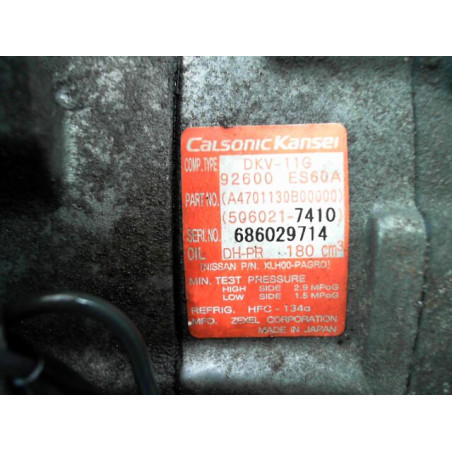 CalsonicKansei
COMP.TYPE DKV-11G
92600 ES60A
PART NO. (A4701130B00000)
(506021-7410)
SERI.NO. 686029714
OIL DH-PR 180 cm³
(NISSAN P/N. KLH00-PAGR0)
MIN. TEST PRESSURE
HIGH SIDE 2.9 MPaG
LOW SIDE 1.5 MPaG
REFRIG. HFC-134a
MFD. ZEXEL CORPORATION
MADE IN JAPAN